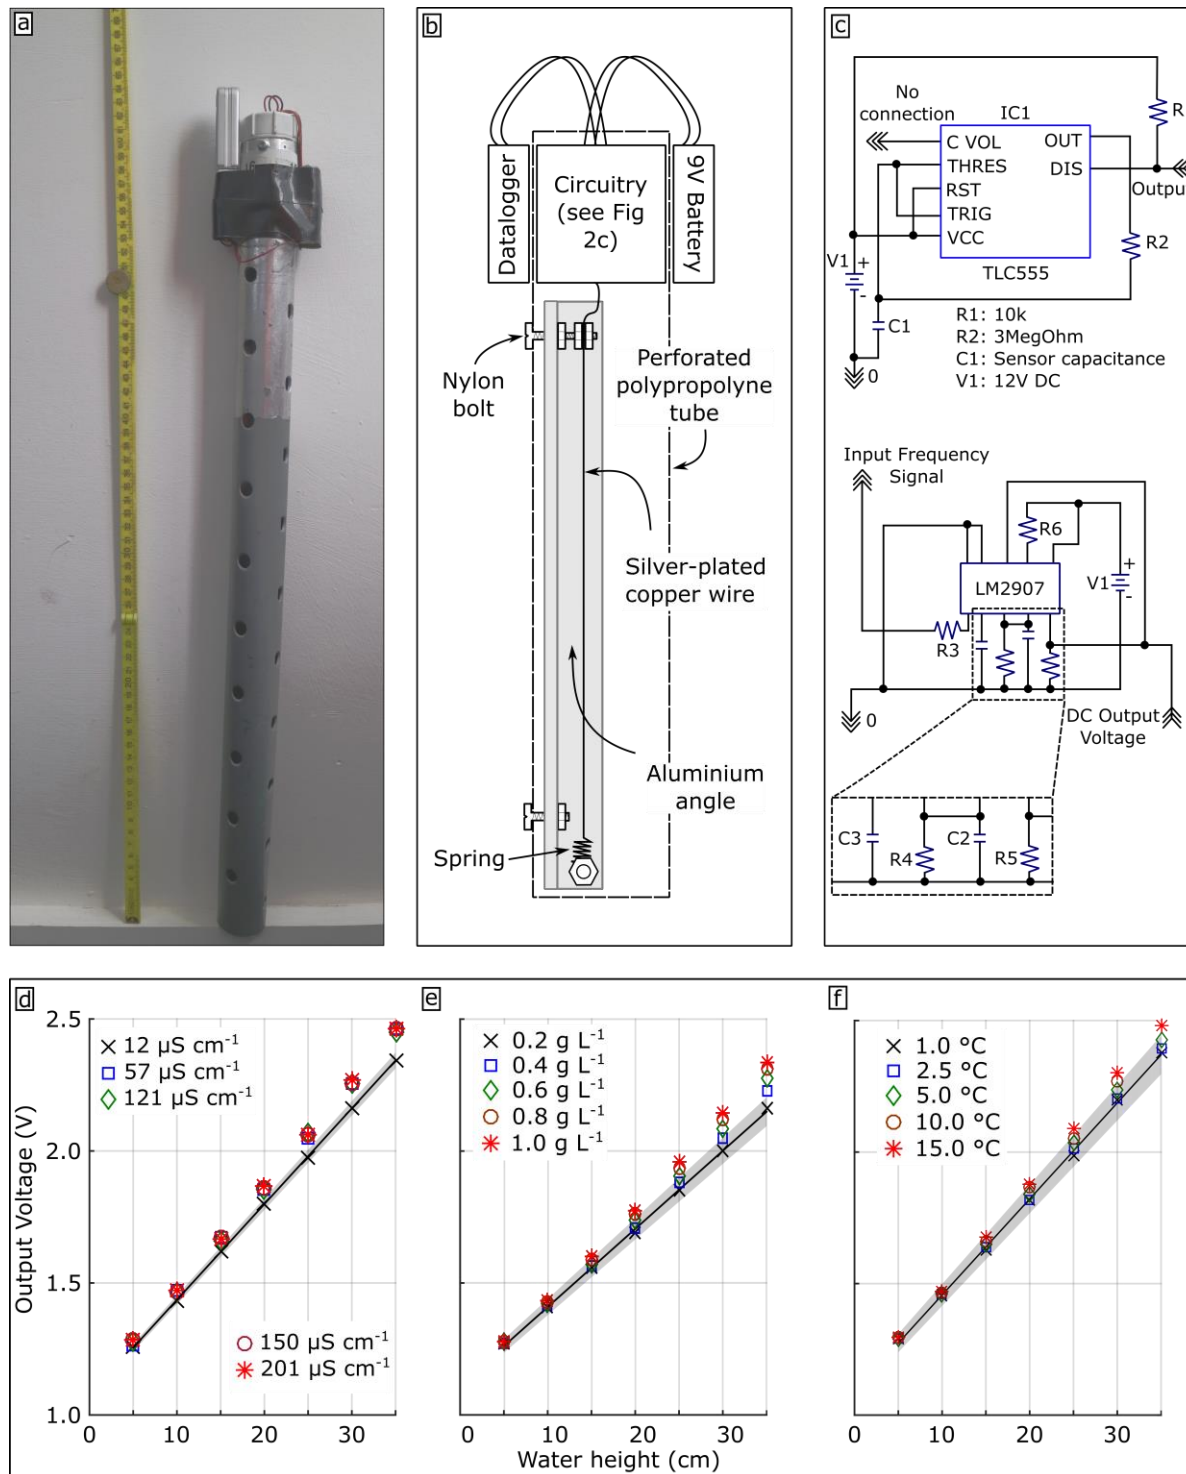 a
b
Datalogger
Circuitry
(see Fig
2c)
9V Battery
Nylon
bolt
Perforated
polypropolyne
tube
Silver-plated
copper wire
Aluminium
angle
Spring
c
No
connection
IC1
C VOL
THRES
RST
TRIG
VCC
OUT
DIS
TLC555
R
Output
R2
V1
+
-
C1
0
R1: 10k
R2: 3MegOhm
C1: Sensor capacitance
V1: 12V DC
Input Frequency
Signal
R6
LM2907
V1
+
-
R3
0
DC Output
Voltage
C3
R4
C2
R5
d
12 µS cm⁻¹
57 µS cm⁻¹
121 µS cm⁻¹
150 µS cm⁻¹
201 µS cm⁻¹
Output Voltage (V)
2.5
2.0
1.5
1.0
0 10 20 30
e
0.2 g L⁻¹
0.4 g L⁻¹
0.6 g L⁻¹
0.8 g L⁻¹
1.0 g L⁻¹
0 10 20 30
Water height (cm)
f
1.0 °C
2.5 °C
5.0 °C
10.0 °C
15.0 °C
0 10 20 30